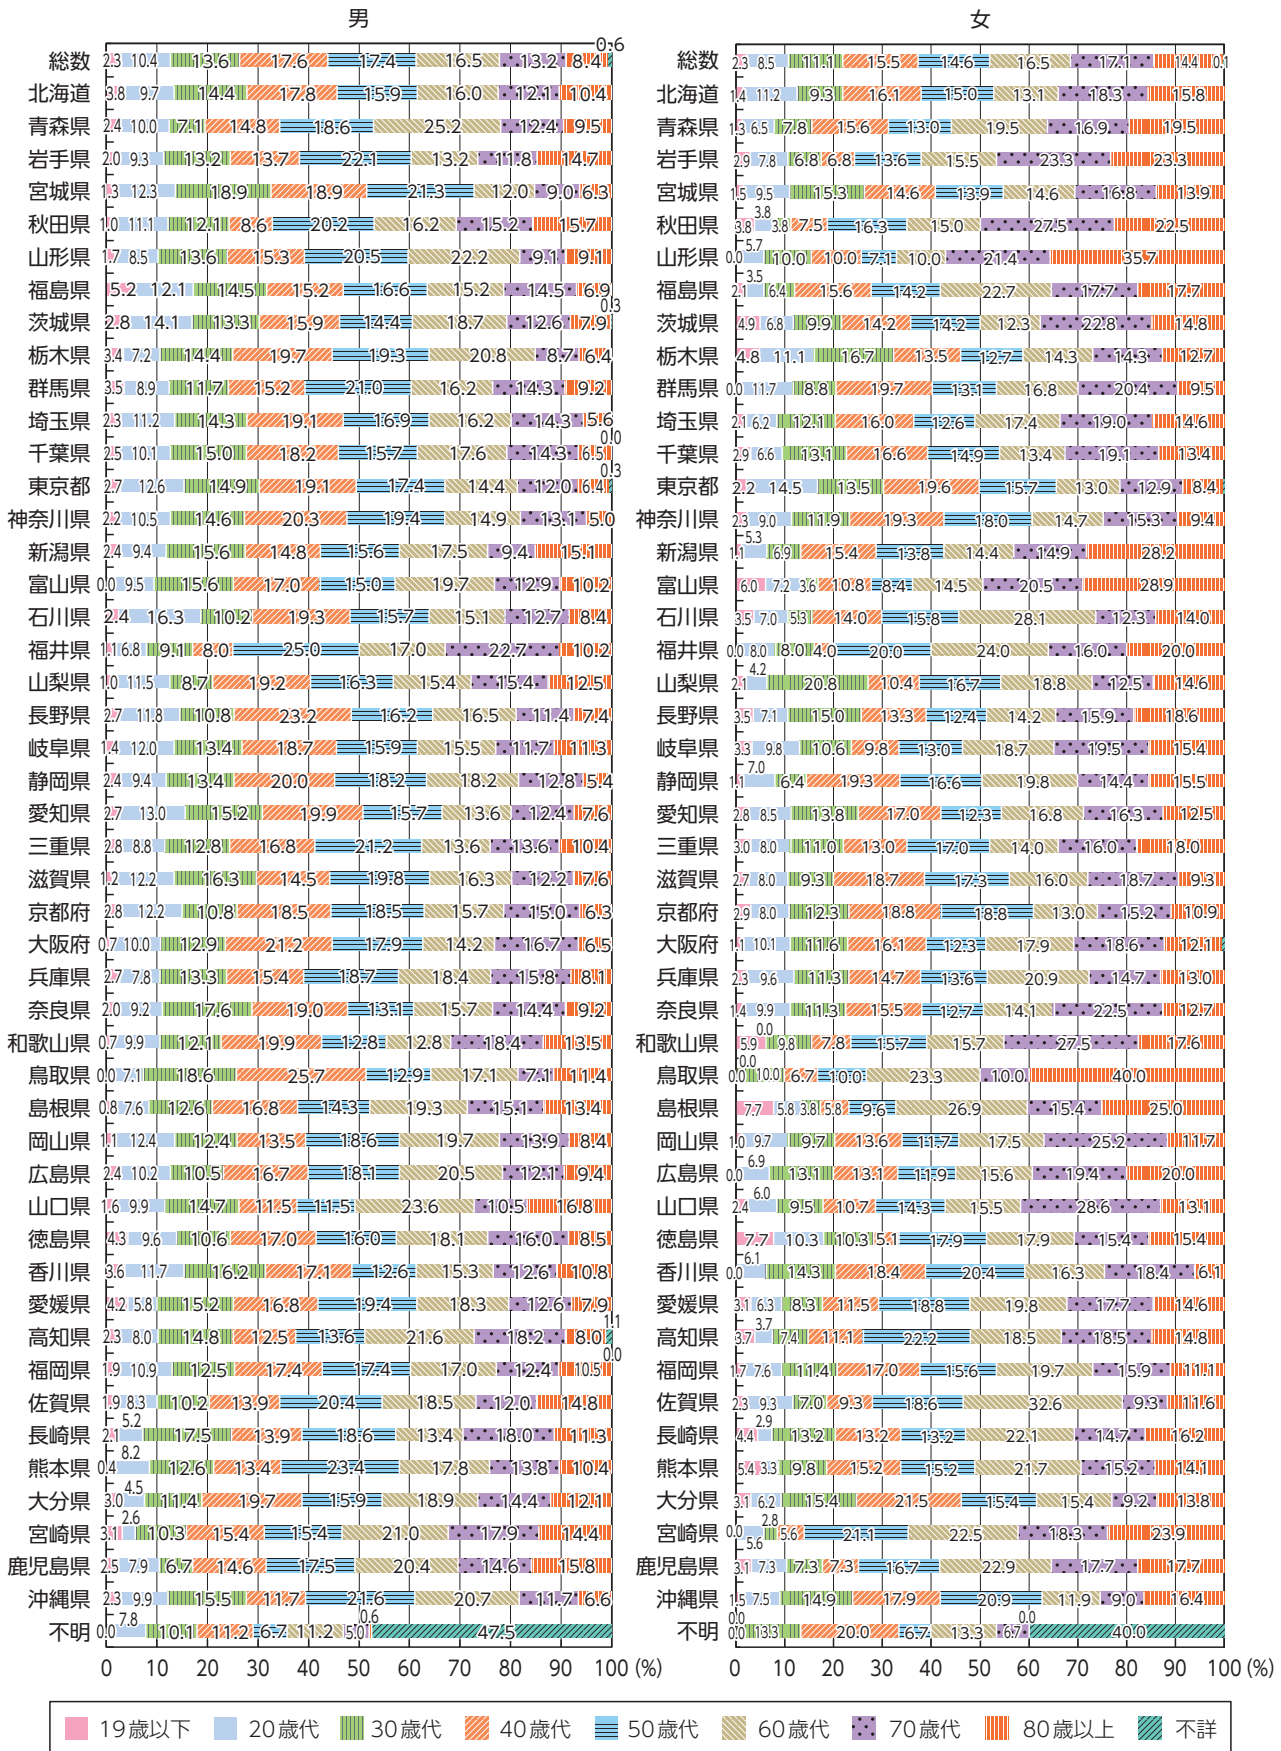 男 女
0.6
総数 2.3 10.4 13.6 17.6 17.4 16.5 13.2 8.4 総数 2.3 8.5 11.1 15.5 14.6 16.5 17.1 14.4 0.1
北海道 3.8 9.7 14.4 17.8 15.9 16.0 12.1 10.4 北海道 1.4 11.2 9.3 16.1 15.0 13.1 18.3 15.8
青森県 2.4 10.0 7.1 14.8 18.6 25.2 12.4 9.5 青森県 1.3 6.5 7.8 15.6 13.0 19.5 16.9 19.5
岩手県 2.0 9.3 13.2 13.7 22.1 13.2 11.8 14.7 岩手県 2.9 7.8 6.8 6.8 13.6 15.5 23.3 23.3
宮城県 1.3 12.3 18.9 18.9 21.3 12.0 9.0 6.3 宮城県 1.5 9.5 15.3 14.6 13.9 14.6 16.8 13.9
3.8
秋田県 1.0 11.1 12.1 8.6 20.2 16.2 15.2 15.7 秋田県 3.8 3.8 7.5 16.3 15.0 27.5 22.5
5.7
山形県 1.7 8.5 13.6 15.3 20.5 22.2 9.1 9.1 山形県 0.0 10.0 10.0 7.1 10.0 21.4 35.7
3.5
福島県 5.2 12.1 14.5 15.2 16.6 15.2 14.5 6.9 福島県 2.1 6.4 15.6 14.2 22.7 17.7 17.7
0.3
茨城県 2.8 14.1 13.3 15.9 14.4 18.7 12.6 7.9 茨城県 4.9 6.8 9.9 14.2 14.2 12.3 22.8 14.8
栃木県 3.4 7.2 14.4 19.7 19.3 20.8 8.7 6.4 栃木県 4.8 11.1 16.7 13.5 12.7 14.3 14.3 12.7
群馬県 3.5 8.9 11.7 15.2 21.0 16.2 14.3 9.2 群馬県 0.0 11.7 8.8 19.7 13.1 16.8 20.4 9.5
埼玉県 2.3 11.2 14.3 19.1 16.9 16.2 14.3 5.6 埼玉県 2.1 6.2 12.1 16.0 12.6 17.4 19.0 14.6
0.0
千葉県 2.5 10.1 15.0 18.2 15.7 17.6 14.3 6.5 千葉県 2.9 6.6 13.1 16.6 14.9 13.4 19.1 13.4
0.3
東京都 2.7 12.6 14.9 19.1 17.4 14.4 12.0 6.4 東京都 2.2 14.5 13.5 19.6 15.7 13.0 12.9 8.4
神奈川県 2.2 10.5 14.6 20.3 19.4 14.9 13.1 5.0 神奈川県 2.3 9.0 11.9 19.3 18.0 14.7 15.3 9.4
5.3
新潟県 2.4 9.4 15.6 14.8 15.6 17.5 9.4 15.1 新潟県 1.1 6.9 15.4 13.8 14.4 14.9 28.2
富山県 0.0 9.5 15.6 17.0 15.0 19.7 12.9 10.2 富山県 6.0 7.2 3.6 10.8 8.4 14.5 20.5 28.9
石川県 2.4 16.3 10.2 19.3 15.7 15.1 12.7 8.4 石川県 3.5 7.0 5.3 14.0 15.8 28.1 12.3 14.0
福井県 1.1 6.8 9.1 8.0 25.0 17.0 22.7 10.2 福井県 0.0 8.0 8.0 4.0 20.0 24.0 16.0 20.0
4.2
山梨県 1.0 11.5 8.7 19.2 16.3 15.4 15.4 12.5 山梨県 2.1 20.8 10.4 16.7 18.8 12.5 14.6
長野県 2.7 11.8 10.8 23.2 16.2 16.5 11.4 7.4 長野県 3.5 7.1 15.0 13.3 12.4 14.2 15.9 18.6
岐阜県 1.4 12.0 13.4 18.7 15.9 15.5 11.7 11.3 岐阜県 3.3 9.8 10.6 9.8 13.0 18.7 19.5 15.4
7.0
静岡県 2.4 9.4 13.4 20.0 18.2 18.2 12.8 5.4 静岡県 1.1 6.4 19.3 16.6 19.8 14.4 15.5
愛知県 2.7 13.0 15.2 19.9 15.7 13.6 12.4 7.6 愛知県 2.8 8.5 13.8 17.0 12.3 16.8 16.3 12.5
三重県 2.8 8.8 12.8 16.8 21.2 13.6 13.6 10.4 三重県 3.0 8.0 11.0 13.0 17.0 14.0 16.0 18.0
滋賀県 1.2 12.2 16.3 14.5 19.8 16.3 12.2 7.6 滋賀県 2.7 8.0 9.3 18.7 17.3 16.0 18.7 9.3
京都府 2.8 12.2 10.8 18.5 18.5 15.7 15.0 6.3 京都府 2.9 8.0 12.3 18.8 18.8 13.0 15.2 10.9
大阪府 0.7 10.0 12.9 21.2 17.9 14.2 16.7 6.5 大阪府 1.1 10.1 11.6 16.1 12.3 17.9 18.6 12.1
兵庫県 2.7 7.8 13.3 15.4 18.7 18.4 15.8 8.1 兵庫県 2.3 9.6 11.3 14.7 13.6 20.9 14.7 13.0
奈良県 2.0 9.2 17.6 19.0 13.1 15.7 14.4 9.2 奈良県 1.4 9.9 11.3 15.5 12.7 14.1 22.5 12.7
0.0
和歌山県 0.7 9.9 12.1 19.9 12.8 12.8 18.4 13.5 和歌山県 5.9 9.8 7.8 15.7 15.7 27.5 17.6
0.0
鳥取県 0.0 7.1 18.6 25.7 12.9 17.1 7.1 11.4 鳥取県 0.0 10.0 6.7 10.0 23.3 10.0 40.0
島根県 0.8 7.6 12.6 16.8 14.3 19.3 15.1 13.4 島根県 7.7 5.8 3.8 5.8 9.6 26.9 15.4 25.0
岡山県 1.1 12.4 12.4 13.5 18.6 19.7 13.9 8.4 岡山県 1.0 9.7 9.7 13.6 11.7 17.5 25.2 11.7
6.9
広島県 2.4 10.2 10.5 16.7 18.1 20.5 12.1 9.4 広島県 0.0 13.1 13.1 11.9 15.6 19.4 20.0
6.0
山口県 1.6 9.9 14.7 11.5 11.5 23.6 10.5 16.8 山口県 2.4 9.5 10.7 14.3 15.5 28.6 13.1
徳島県 4.3 9.6 10.6 17.0 16.0 18.1 16.0 8.5 徳島県 7.7 10.3 10.3 5.1 17.9 17.9 15.4 15.4
6.1
香川県 3.6 11.7 16.2 17.1 12.6 15.3 12.6 10.8 香川県 0.0 14.3 18.4 20.4 16.3 18.4 6.1
愛媛県 4.2 5.8 15.2 16.8 19.4 18.3 12.6 7.9 愛媛県 3.1 6.3 8.3 11.5 18.8 19.8 17.7 14.6
1.1 3.7
高知県 2.3 8.0 14.8 12.5 13.6 21.6 18.2 8.0 高知県 3.7 7.4 11.1 22.2 18.5 18.5 14.8
0.0
福岡県 1.9 10.9 12.5 17.4 17.4 17.0 12.4 10.5 福岡県 1.7 7.6 11.4 17.0 15.6 19.7 15.9 11.1
佐賀県 1.9 8.3 10.2 13.9 20.4 18.5 12.0 14.8 佐賀県 2.3 9.3 7.0 9.3 18.6 32.6 9.3 11.6
5.2 2.9
長崎県 2.1 17.5 13.9 18.6 13.4 18.0 11.3 長崎県 4.4 13.2 13.2 13.2 22.1 14.7 16.2
8.2
熊本県 0.4 12.6 13.4 23.4 17.8 13.8 10.4 熊本県 5.4 3.3 9.8 15.2 15.2 21.7 15.2 14.1
4.5
大分県 3.0 11.4 19.7 15.9 18.9 14.4 12.1 大分県 3.1 6.2 15.4 21.5 15.4 15.4 9.2 13.8
2.6 2.8
宮崎県 3.1 10.3 15.4 15.4 21.0 17.9 14.4 宮崎県 0.0 5.6 21.1 22.5 18.3 23.9
5.6
鹿児島県 2.5 7.9 6.7 14.6 17.5 20.4 14.6 15.8 鹿児島県 3.1 7.3 7.3 7.3 16.7 22.9 17.7 17.7
沖縄県 2.3 9.9 15.5 11.7 21.6 20.7 11.7 6.6 沖縄県 1.5 7.5 14.9 17.9 20.9 11.9 9.0 16.4
7.8 0.6 0.0 0.0
不明 0.0 10.1 11.2 6.7 11.2 5.0 47.5 不明 0.0 13.3 20.0 6.7 13.3 6.7 40.0
0 10 20 30 40 50 60 70 80 90 100 (%) 0 10 20 30 40 50 60 70 80 90 100 (%)
19歳以下 20歳代 30歳代 40歳代 50歳代 60歳代 70歳代 80歳以上 不詳